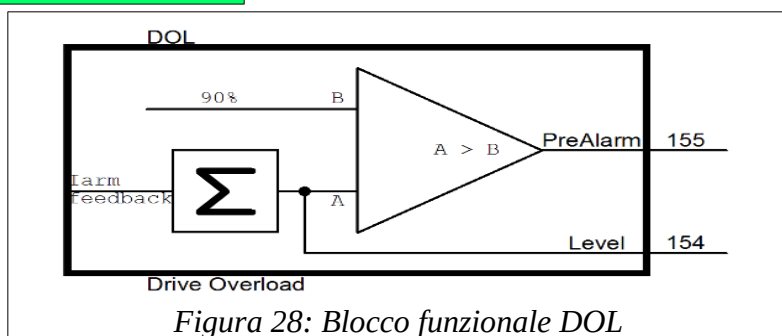 DOL
90%
B
A > B
PreAlarm
155
Iarm
feedback
Σ
A
Level
154
Drive Overload
Figura 28: Blocco funzionale DOL